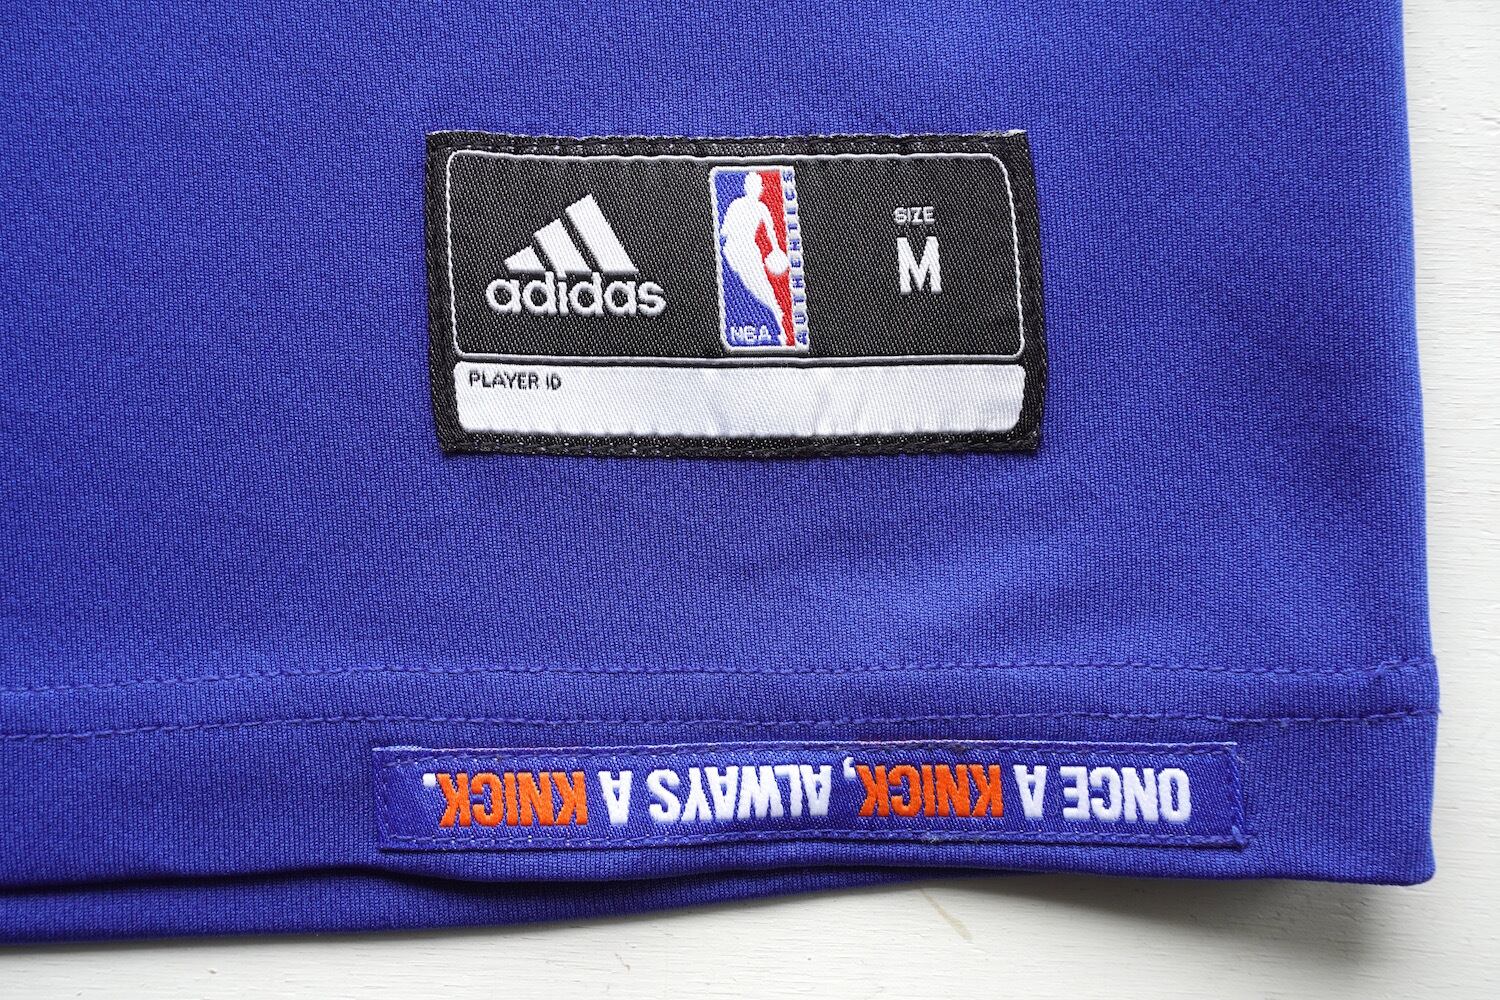 adidas
NBA
AUTHENTICS
SIZE
M
PLAYER ID
ONCE A KNICK, ALWAYS A KNICK.